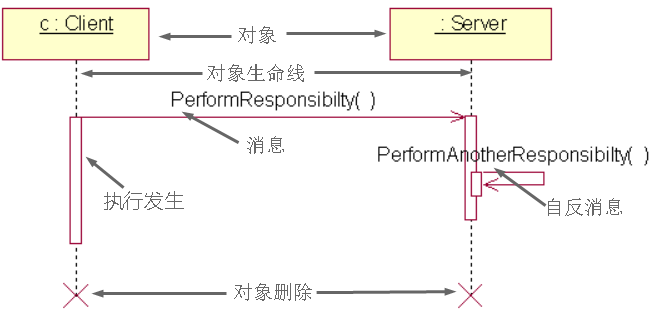 c : Client
对象
: Server
对象生命线
PerformResponsibilty( )
消息
PerformAnotherResponsibilty( )
执行发生
自反消息
对象删除